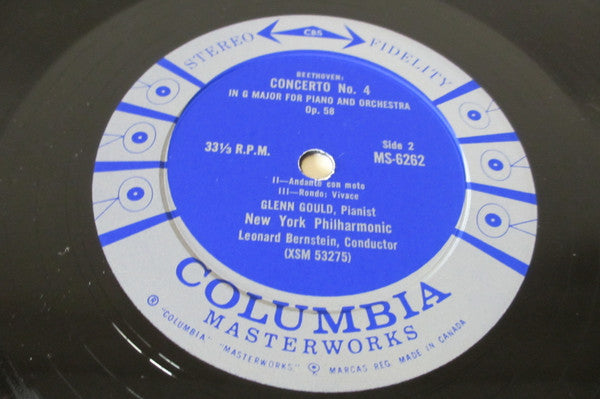 CBS
STEREO FIDELITY
BEETHOVEN:
CONCERTO No. 4
IN G MAJOR FOR PIANO AND ORCHESTRA
Op. 58
33⅓ R.P.M.
Side 2
MS-6262
II—Andante con moto
III—Rondo: Vivace
GLENN GOULD, Pianist
New York Philharmonic
Leonard Bernstein, Conductor
(XSM 53275)
COLUMBIA
MASTERWORKS
® "COLUMBIA" "MASTERWORKS," MARCAS REG. MADE IN CANADA